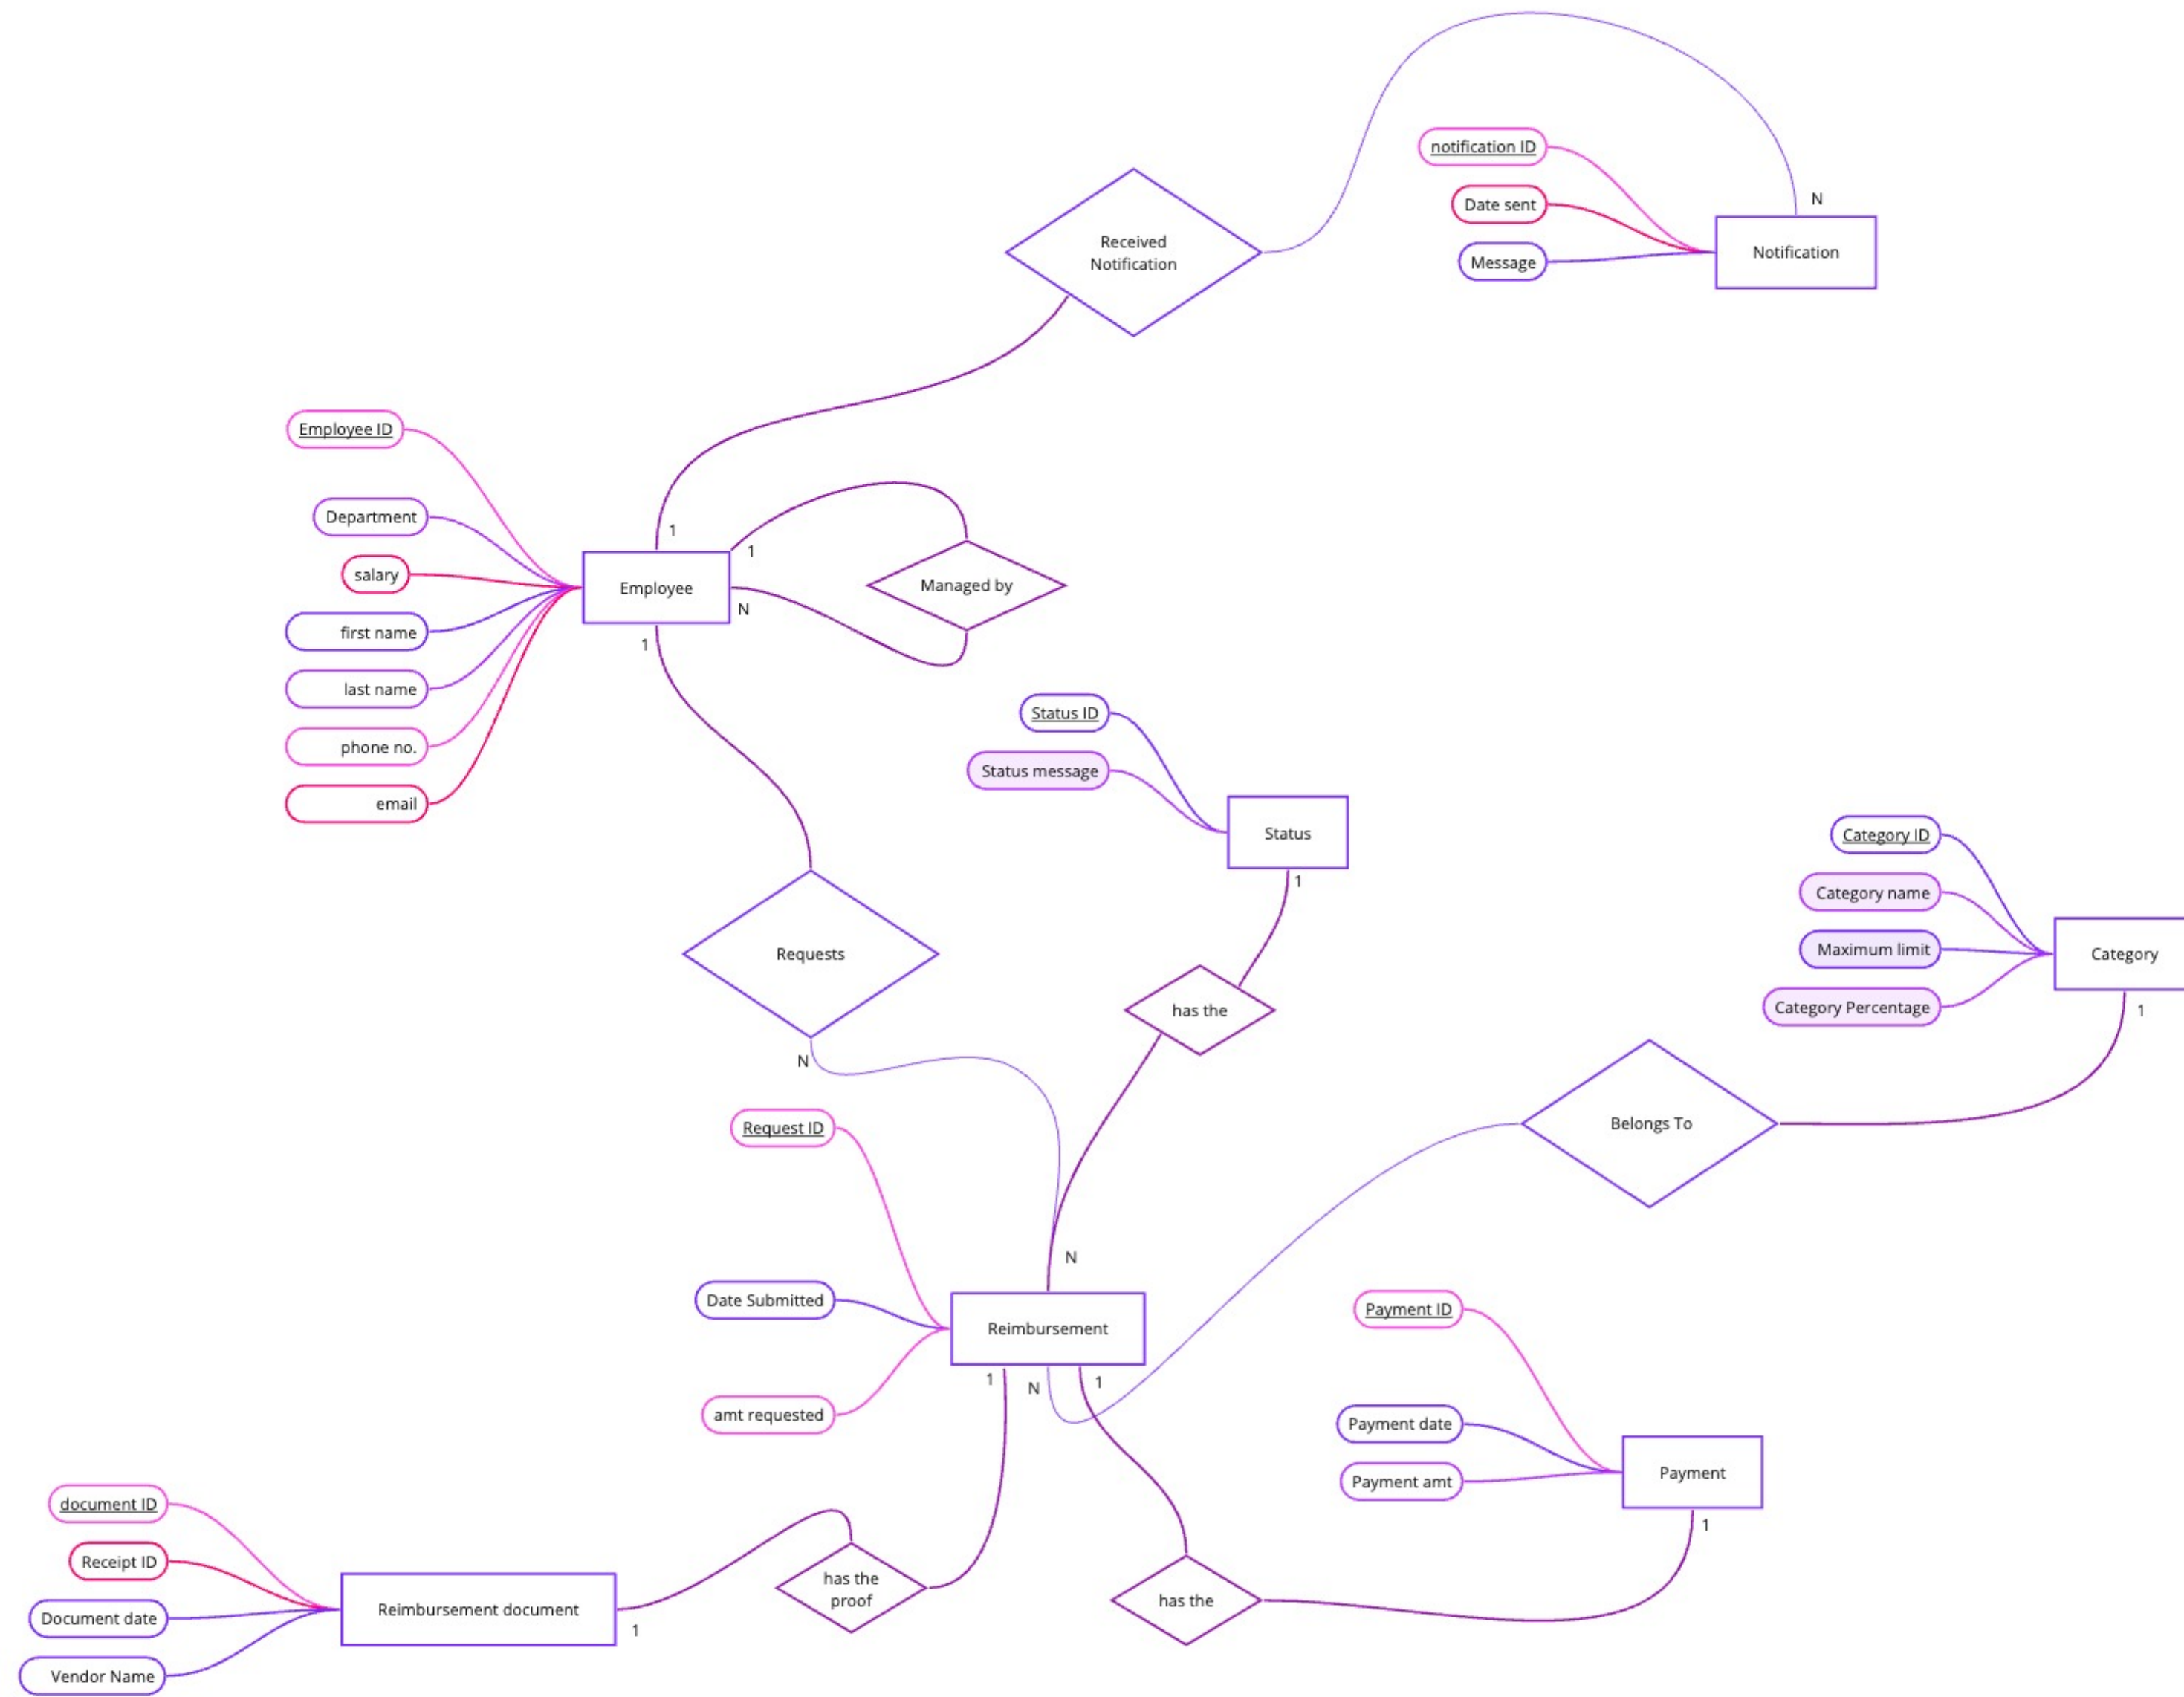 notification ID
N
Date sent
Received
Notification
Notification
Message
Employee ID
Department
1
1
salary
Employee
Managed by
N
first name
1
last name
Status ID
phone no.
Status message
email
Status
Category ID
1
Category name
Maximum limit
Requests
Category
Category Percentage
has the
1
N
Request ID
Belongs To
N
Date Submitted
Payment ID
Reimbursement
1
N
1
amt requested
Payment date
Payment
Payment amt
document ID
1
Receipt ID
has the
proof
has the
Reimbursement document
Document date
1
Vendor Name